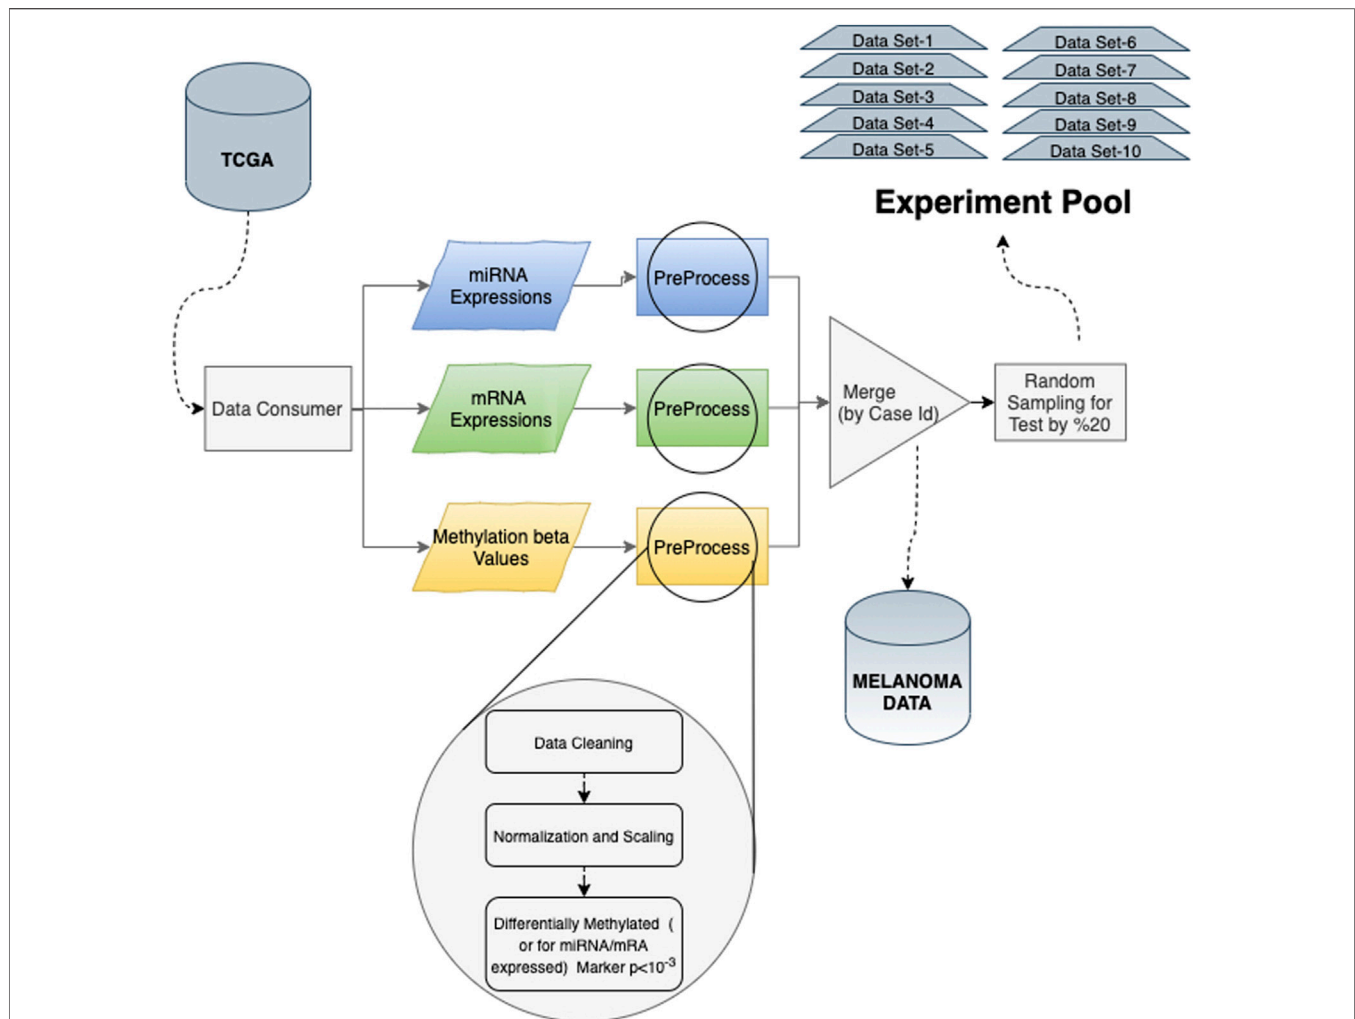 Data Set-1
Data Set-2
Data Set-3
Data Set-4
Data Set-5
Data Set-6
Data Set-7
Data Set-8
Data Set-9
Data Set-10
Experiment Pool
TCGA
Data Consumer
miRNA
Expressions
PreProcess
mRNA
Expressions
PreProcess
Methylation beta
Values
PreProcess
Merge
(by Case Id)
Random
Sampling for
Test by %20
MELANOMA
DATA
Data Cleaning
Normalization and Scaling
Differentially Methylated (
or for miRNA/mRA
expressed) Marker p<10⁻³